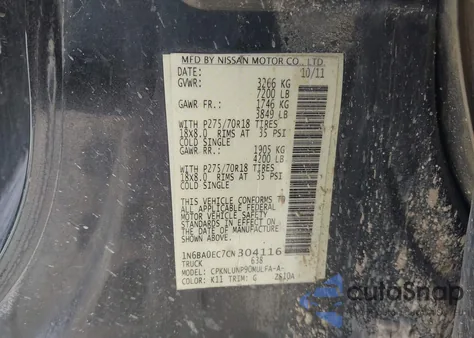 MFD BY NISSAN MOTOR CO., LTD.
DATE: 10/11
GVWR: 3266 KG
7200 LB
GAWR FR.: 1746 KG
3849 LB
WITH P275/70R18 TIRES
18X8.0 RIMS AT 35 PSI
COLD SINGLE
GAWR RR.: 1905 KG
4200 LB
WITH P275/70R18 TIRES
18X8.0 RIMS AT 35 PSI
COLD SINGLE
THIS VEHICLE CONFORMS TO
ALL APPLICABLE FEDERAL
MOTOR VEHICLE SAFETY
STANDARDS IN EFFECT ON
THE DATE OF MANUFACTURE
SHOWN ABOVE.
1N6BA0EC7CN304116
TRUCK 638
MODEL: CPKNLUNP90MULFA-A-
COLOR: K11 TRIM: G Z610A
autoSnap